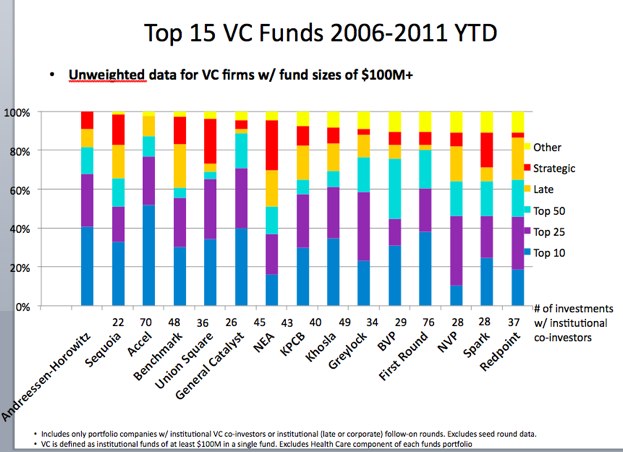 Top 15 VC Funds 2006-2011 YTD
• Unweighted data for VC firms w/ fund sizes of $100M+
100%
80%
60%
40%
20%
0%
Other
Strategic
Late
Top 50
Top 25
Top 10
22 70 48 36 26 45 43 40 49 34 29 76 28 28 37
# of investments
w/ institutional
co-investors
Andreessen-Horowitz
Sequoia
Accel
Benchmark
Union Square
General Catalyst
NEA
KPCB
Khosla
Greylock
BVP
First Round
NVP
Spark
Redpoint
• Includes only portfolio companies w/ institutional VC co-investors or institutional (late or corporate) follow-on rounds. Excludes seed round data.
• VC is defined as institutional funds of at least $100M in a single fund. Excludes Health Care component of each funds portfolio